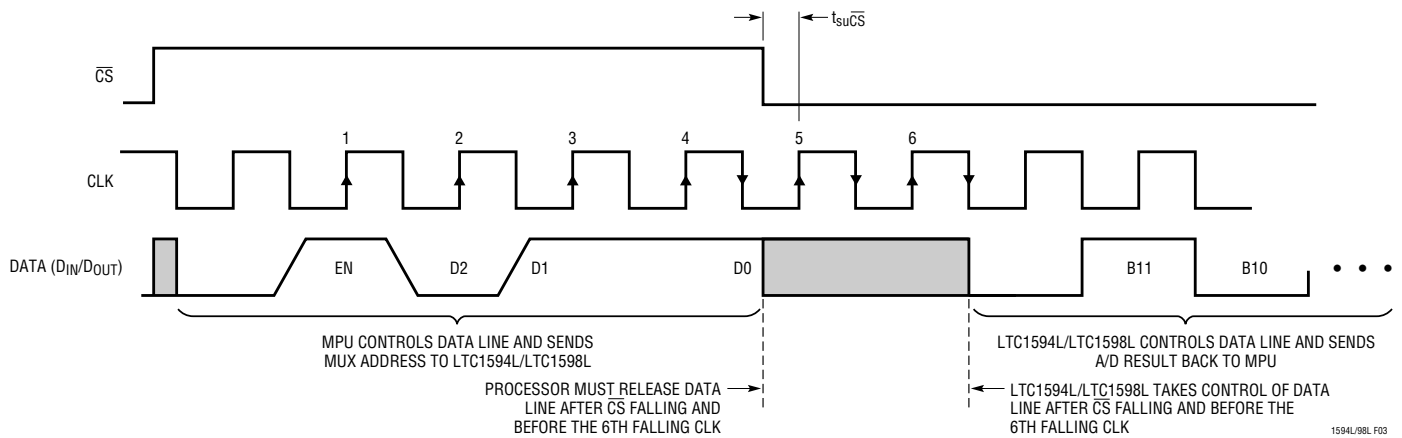 tsuCS
CS
1 2 3 4 5 6
CLK
DATA (DIN/DOUT)
EN D2 D1 D0 B11 B10 • • •
MPU CONTROLS DATA LINE AND SENDS
MUX ADDRESS TO LTC1594L/LTC1598L
LTC1594L/LTC1598L CONTROLS DATA LINE AND SENDS
A/D RESULT BACK TO MPU
PROCESSOR MUST RELEASE DATA
LINE AFTER CS FALLING AND
BEFORE THE 6TH FALLING CLK
LTC1594L/LTC1598L TAKES CONTROL OF DATA
LINE AFTER CS FALLING AND BEFORE THE
6TH FALLING CLK
1594L/98L F03